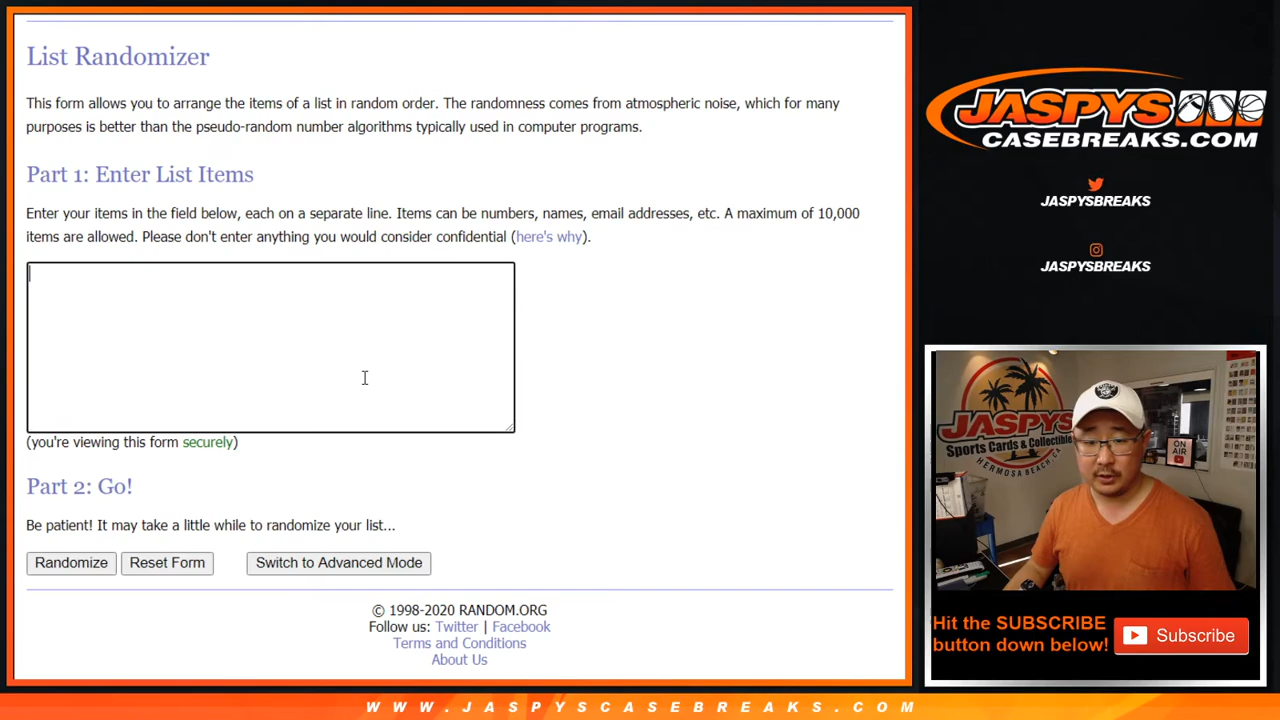 List Randomizer
This form allows you to arrange the items of a list in random order. The randomness comes from atmospheric noise, which for many
purposes is better than the pseudo-random number algorithms typically used in computer programs.
Part 1: Enter List Items
Enter your items in the field below, each on a separate line. Items can be numbers, names, email addresses, etc. A maximum of 10,000
items are allowed. Please don't enter anything you would consider confidential (here's why).
(you're viewing this form securely)
Part 2: Go!
Be patient! It may take a little while to randomize your list...
Randomize Reset Form Switch to Advanced Mode
© 1998-2020 RANDOM.ORG
Follow us: Twitter | Facebook
Terms and Conditions
About Us
JASPYS
CASEBREAKS.COM
JASPYSBREAKS
JASPYSBREAKS
JASPYS
Sports Cards & Collectibles
HERMOSA BEACH, CA
ON
AIR
Hit the SUBSCRIBE
button down below!
Subscribe
WWW.JASPYSCASEBREAKS.COM